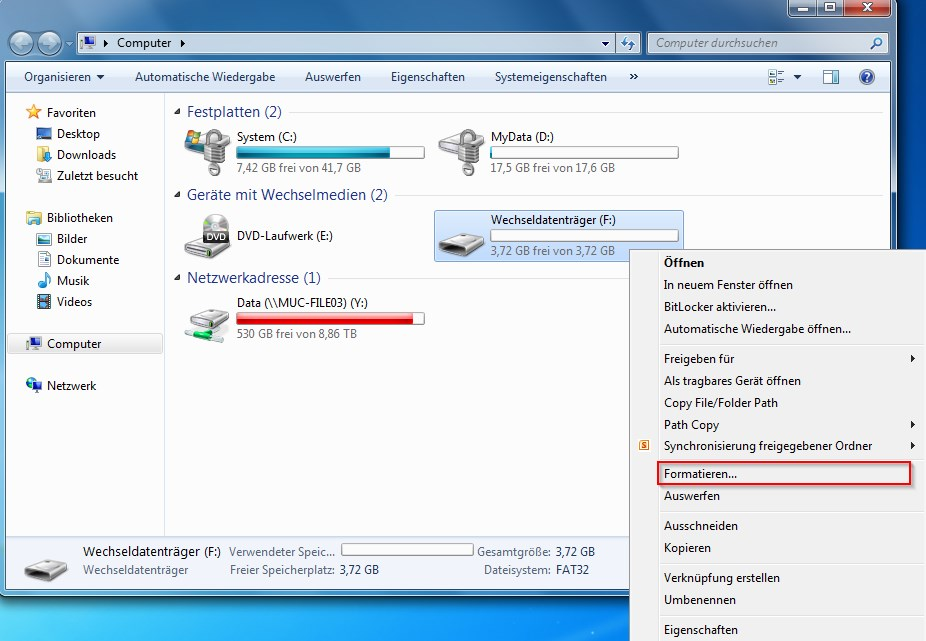 Computer
Computer durchsuchen
Organisieren
Automatische Wiedergabe
Auswerfen
Eigenschaften
Systemeigenschaften
»
Favoriten
Desktop
Downloads
Zuletzt besucht
Bibliotheken
Bilder
Dokumente
Musik
Videos
Computer
Netzwerk
Festplatten (2)
System (C:)
7,42 GB frei von 41,7 GB
MyData (D:)
17,5 GB frei von 17,6 GB
Geräte mit Wechselmedien (2)
DVD
DVD-Laufwerk (E:)
Wechseldatenträger (F:)
3,72 GB frei von 3,72 GB
Netzwerkadresse (1)
Data (\\MUC-FILE03) (Y:)
530 GB frei von 8,86 TB
Öffnen
In neuem Fenster öffnen
BitLocker aktivieren...
Automatische Wiedergabe öffnen...
Freigeben für
Als tragbares Gerät öffnen
Copy File/Folder Path
Path Copy
S Synchronisierung freigegebener Ordner
Formatieren...
Auswerfen
Ausschneiden
Kopieren
Verknüpfung erstellen
Umbenennen
Eigenschaften
Wechseldatenträger (F:) Verwendeter Speic... Gesamtgröße: 3,72 GB
Wechseldatenträger Freier Speicherplatz: 3,72 GB Dateisystem: FAT32